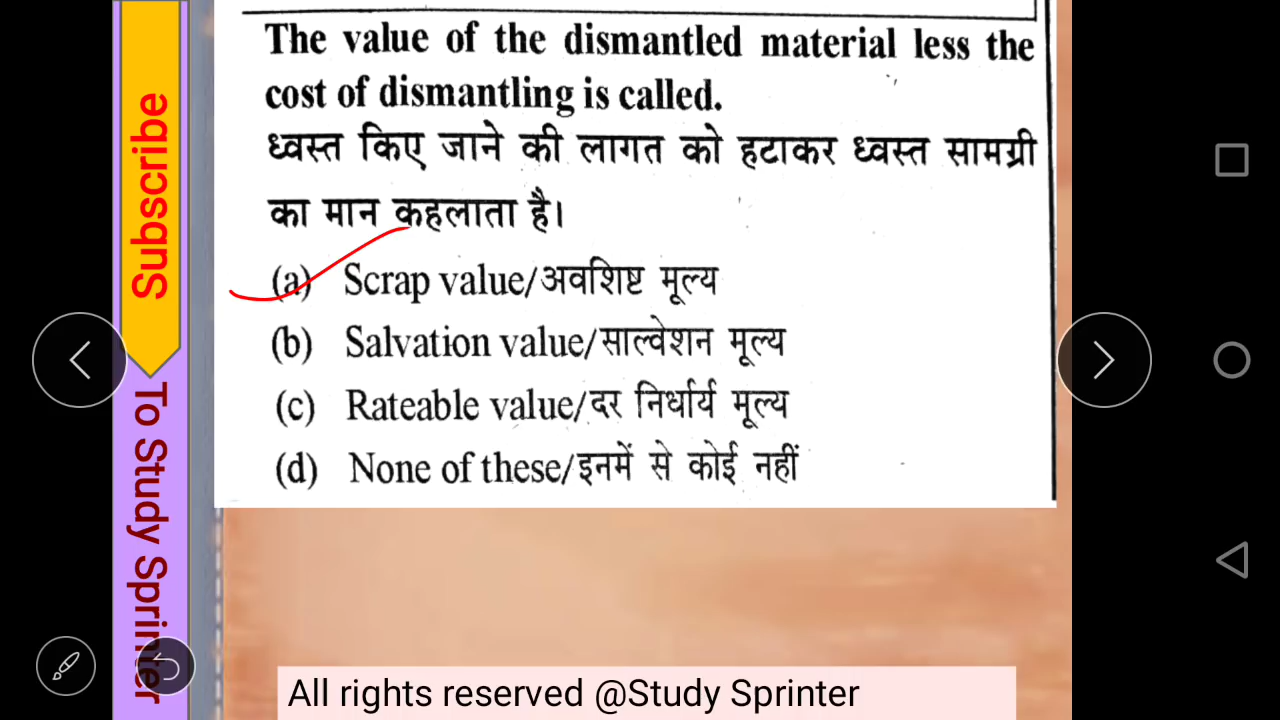 The value of the dismantled material less the
cost of dismantling is called.
ध्वस्त किए जाने की लागत को हटाकर ध्वस्त सामग्री
का मान कहलाता है।
(a) Scrap value/अवशिष्ट मूल्य
(b) Salvation value/साल्वेशन मूल्य
(c) Rateable value/दर निर्धार्य मूल्य
(d) None of these/इनमें से कोई नहीं
Subscribe
To Study Sprinter
All rights reserved @Study Sprinter